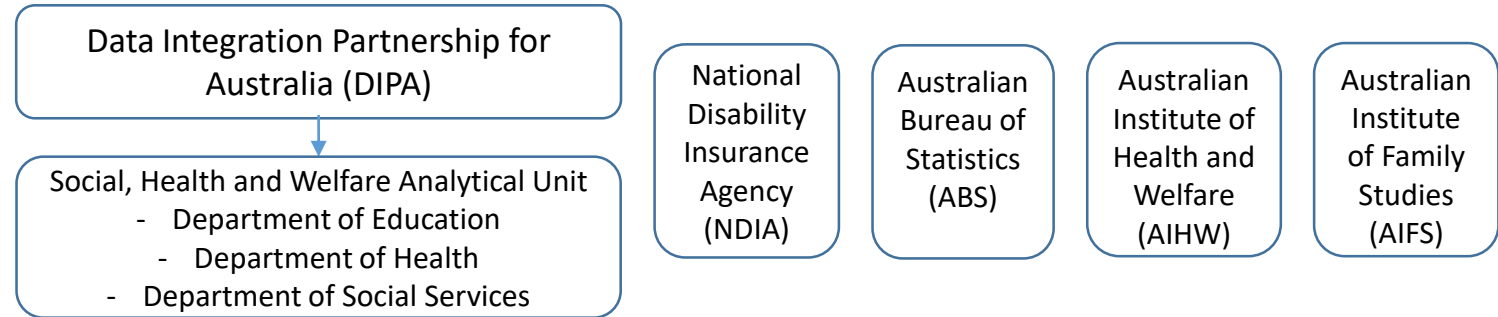 Data Integration Partnership for
Australia (DIPA)
Social, Health and Welfare Analytical Unit
- Department of Education
- Department of Health
- Department of Social Services
National
Disability
Insurance
Agency
(NDIA)
Australian
Bureau of
Statistics
(ABS)
Australian
Institute of
Health and
Welfare
(AIHW)
Australian
Institute
of Family
Studies
(AIFS)